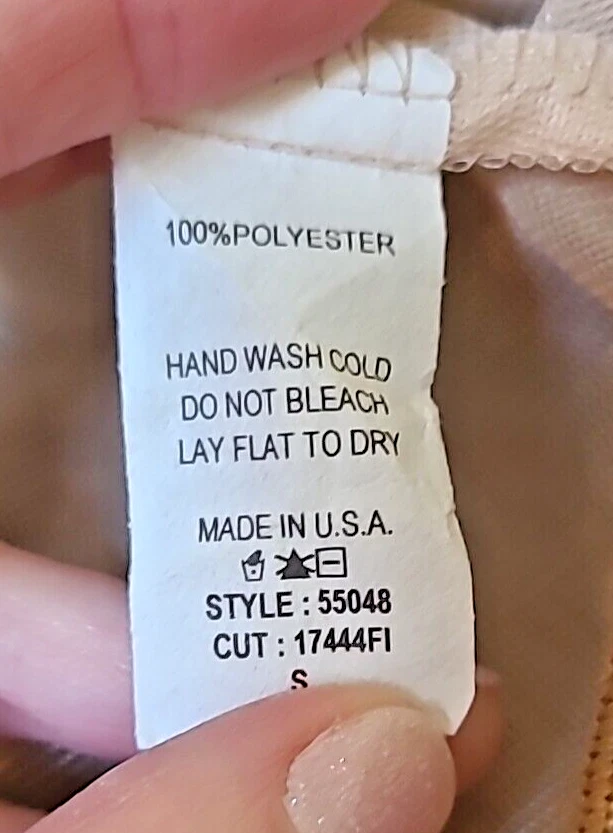 100%POLYESTER
HAND WASH COLD
DO NOT BLEACH
LAY FLAT TO DRY
MADE IN U.S.A.
STYLE : 55048
CUT : 17444FI
S